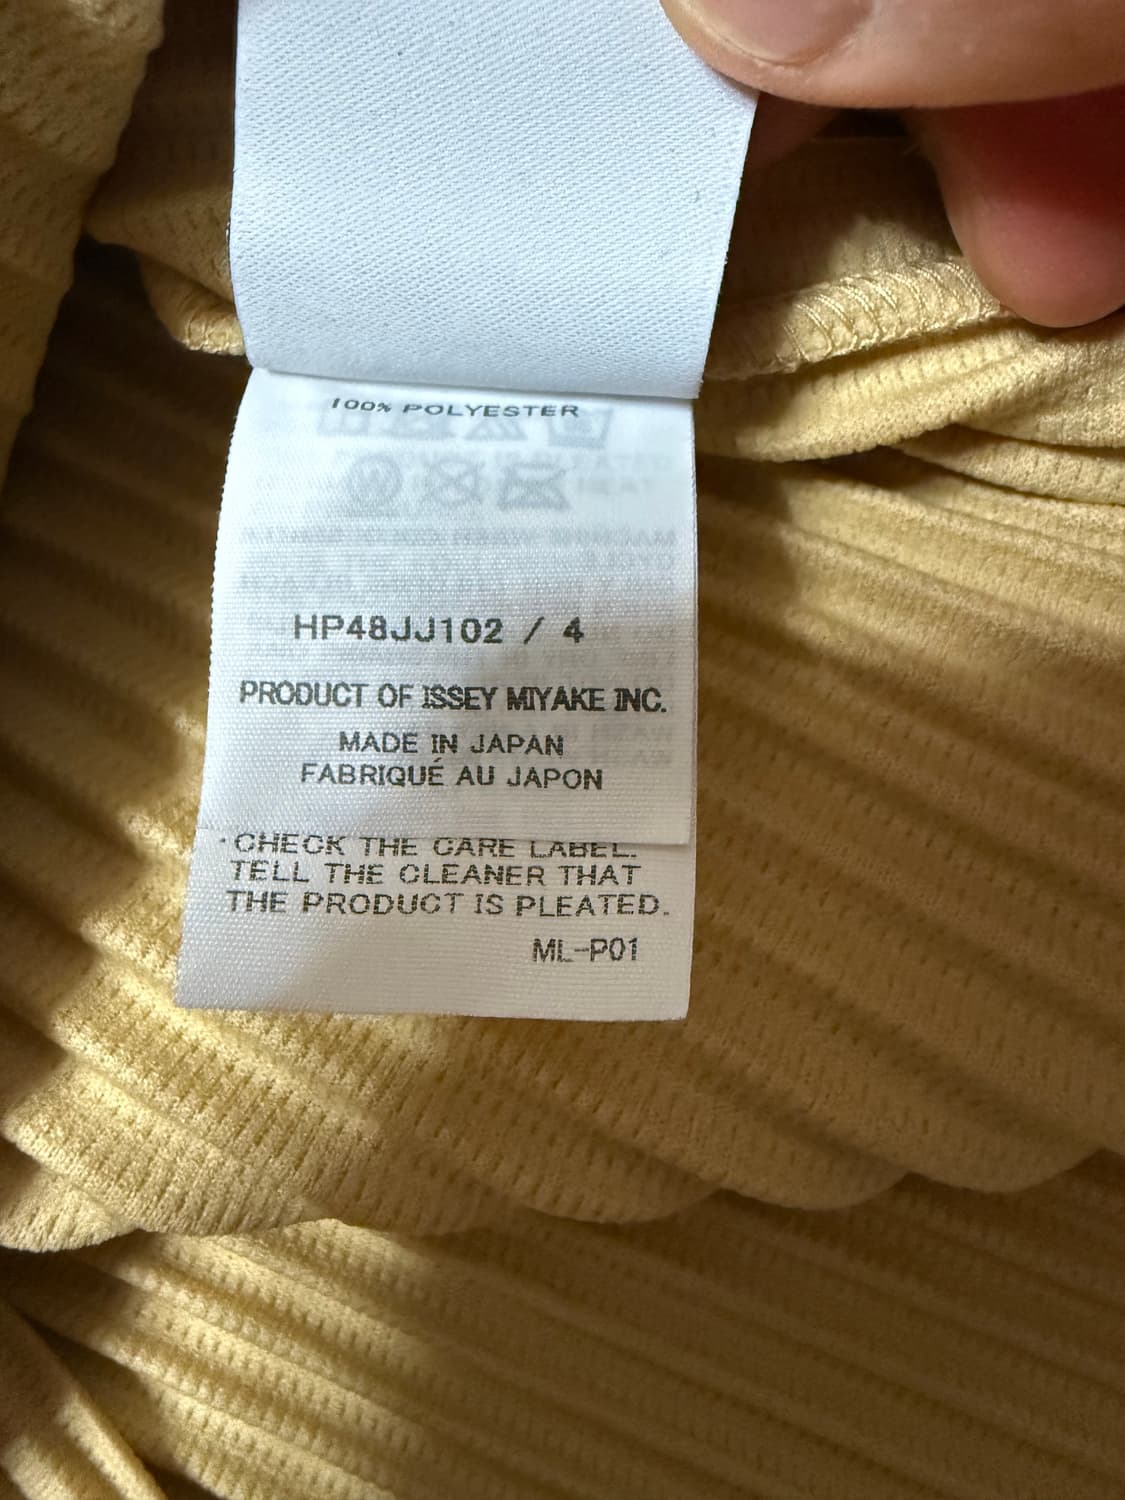 100% POLYESTER
HP48JJ102 / 4
PRODUCT OF ISSEY MIYAKE INC.
MADE IN JAPAN
FABRIQUÉ AU JAPON
·CHECK THE CARE LABEL.
TELL THE CLEANER THAT
THE PRODUCT IS PLEATED.
ML-P01